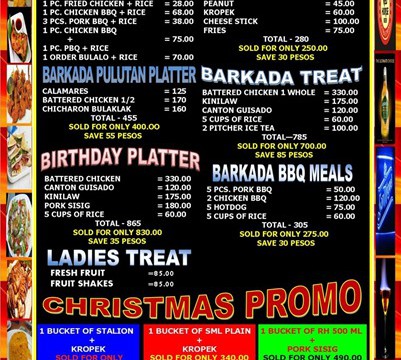 1 PC. FRIED CHICKEN + RICE = 28.00
1 PC. CHICKEN BBQ + RICE = 68.00
3 PCS. PORK BBQ + RICE = 38.00
1 PC. CHICKEN BBQ
+ = 75.00
1 PC. PBQ + RICE
1 ORDER BULALO + RICE = 70.00
BARKADA PULUTAN PLATTER
CALAMARES = 125
BATTERED CHICKEN 1/2 = 170
CHICHARON BULAKLAK = 160
TOTAL - 455
SOLD FOR ONLY 400.00
SAVE 55 PESOS
BIRTHDAY PLATTER
BATTERED CHICKEN = 330.00
CANTON GUISADO = 120.00
KINILAW = 175.00
PORK SISIG = 180.00
5 CUPS OF RICE = 60.00
TOTAL - 865
SOLD FOR ONLY 830.00
SAVE 35 PESOS
LADIES TREAT
FRESH FRUIT =85.00
FRUIT SHAKES =85.00
PEANUT = 45.00
KROPEK = 60.00
CHEESE STICK = 100.00
FRIES = 75.00
TOTAL - 280
SOLD FOR ONLY 250.00
SAVE 30 PESOS
BARKADA TREAT
BATTERED CHICKEN 1 WHOLE = 330.00
KINILAW = 175.00
CANTON GUISADO = 120.00
5 CUPS OF RICE = 60.00
2 PITCHER ICE TEA = 100.00
TOTAL—785
SOLD FOR ONLY 700.00
SAVE 85 PESOS
BARKADA BBQ MEALS
5 PCS. PORK BBQ = 50.00
2 CHICKEN BBQ = 120.00
5 HOTDOG = 75.00
5 CUPS OF RICE = 60.00
TOTAL - 305
SOLD FOR ONLY 275.00
SAVE 30 PESOS
CHRISTMAS PROMO
1 BUCKET OF STALION
+
KROPEK
SOLD FOR ONLY
1 BUCKET OF SML PLAIN
+
KROPEK
SOLD FOR ONLY 340.00
1 BUCKET OF RH 500 ML
+
PORK SISIG
SOLD FOR ONLY 490.00